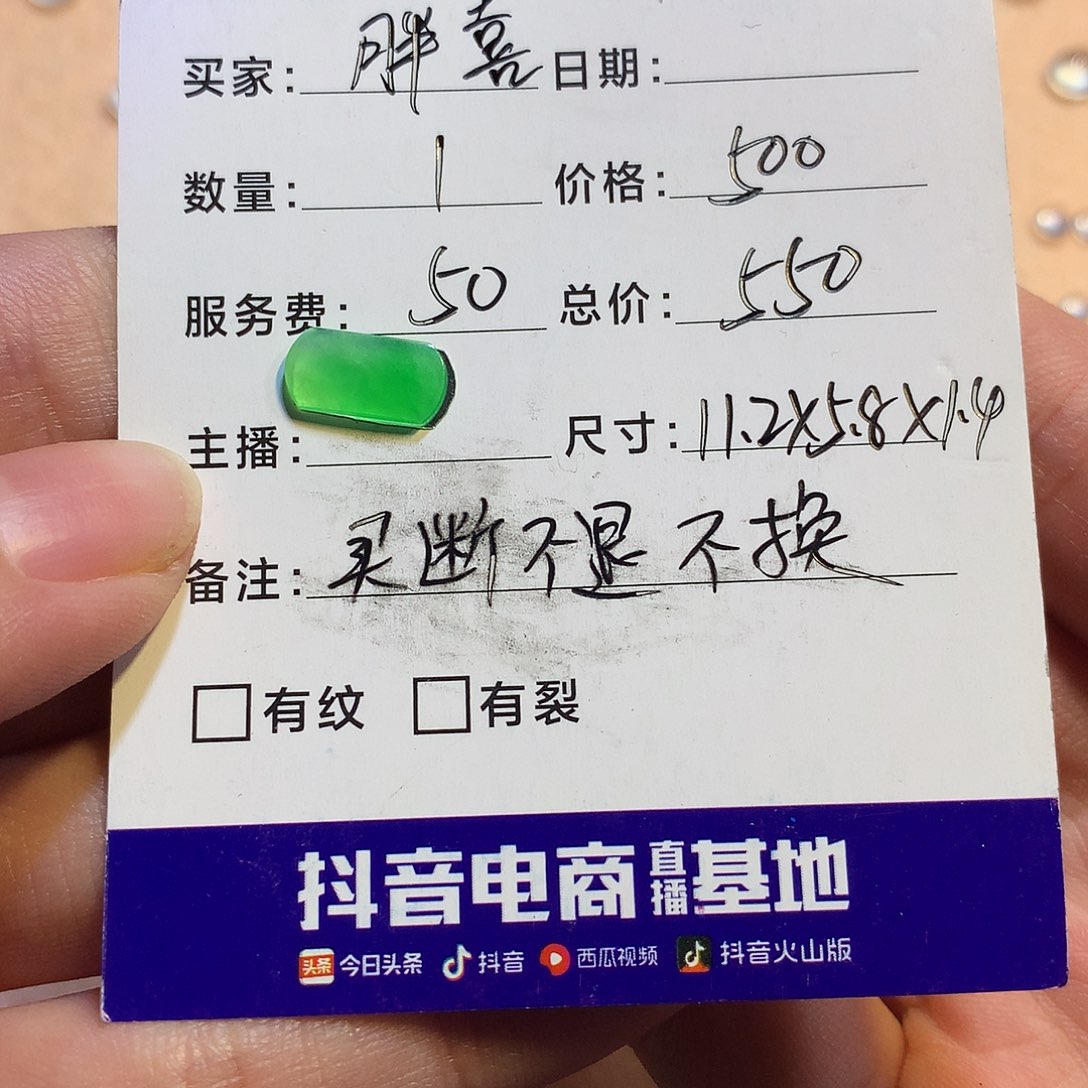 买家：胖喜 日期：
数量：1 价格：500
服务费：50 总价：550
主播： 尺寸：11.2X5.8X1.4
备注：买断不退不换
有纹 有裂
抖音电商直播基地
头条 今日头条 抖音 西瓜视频 抖音火山版